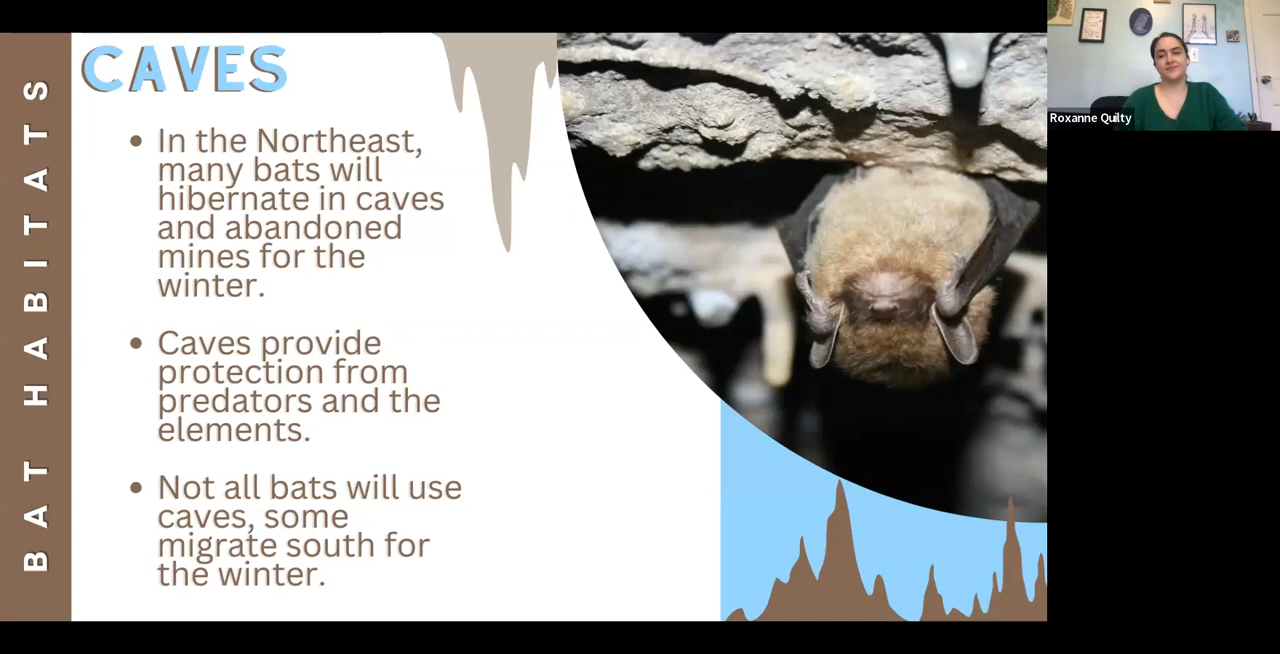 CAVES
BAT HABITATS
• In the Northeast,
many bats will
hibernate in caves
and abandoned
mines for the
winter.
• Caves provide
protection from
predators and the
elements.
• Not all bats will use
caves, some
migrate south for
the winter.
Roxanne Quilty